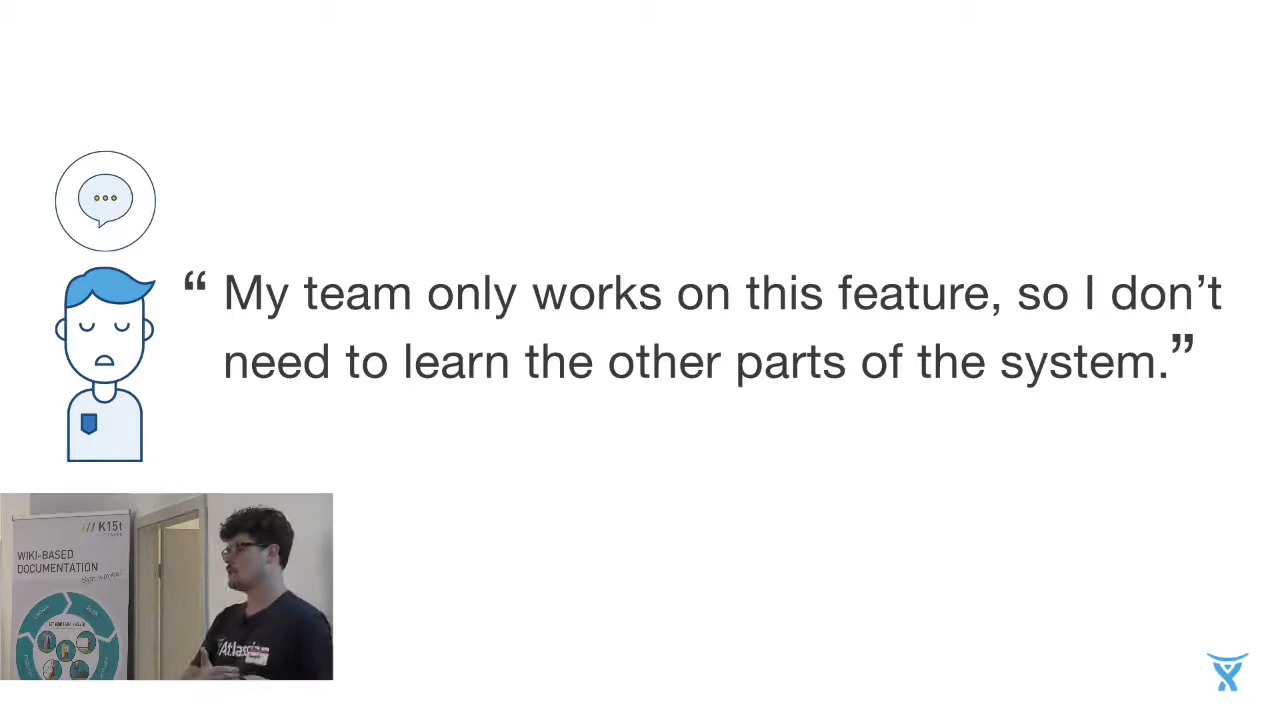 “ My team only works on this feature, so I don’t
need to learn the other parts of the system.”
/// K15t
WIKI-BASED
DOCUMENTATION